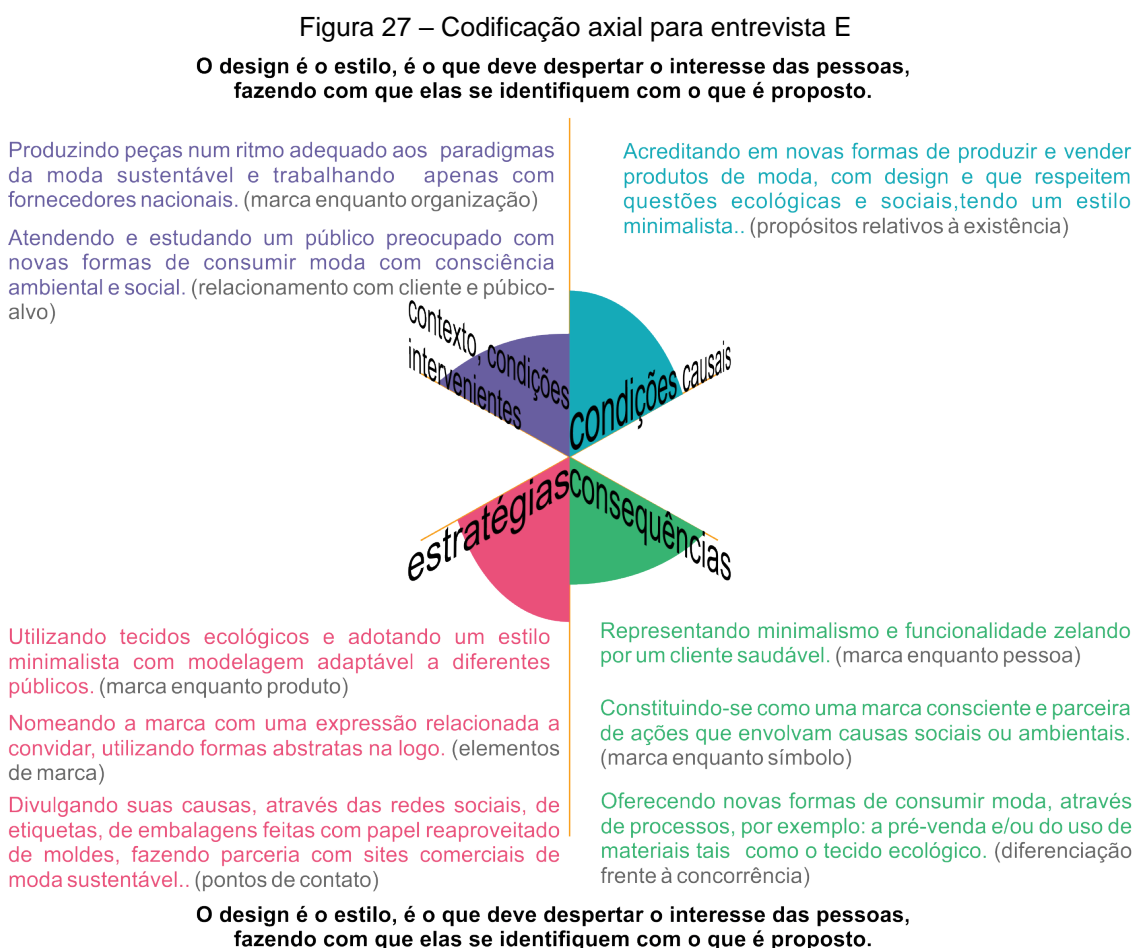 Figura 27 – Codificação axial para entrevista E
O design é o estilo, é o que deve despertar o interesse das pessoas,
fazendo com que elas se identifiquem com o que é proposto.
Produzindo peças num ritmo adequado aos paradigmas
da moda sustentável e trabalhando apenas com
fornecedores nacionais. (marca enquanto organização)
Atendendo e estudando um público preocupado com
novas formas de consumir moda com consciência
ambiental e social. (relacionamento com cliente e púbico-
alvo)
Acreditando em novas formas de produzir e vender
produtos de moda, com design e que respeitem
questões ecológicas e sociais,tendo um estilo
minimalista.. (propósitos relativos à existência)
contexto, condições
intervenientes
condições causais
estratégias
consequências
Utilizando tecidos ecológicos e adotando um estilo
minimalista com modelagem adaptável a diferentes
públicos. (marca enquanto produto)
Nomeando a marca com uma expressão relacionada a
convidar, utilizando formas abstratas na logo. (elementos
de marca)
Divulgando suas causas, através das redes sociais, de
etiquetas, de embalagens feitas com papel reaproveitado
de moldes, fazendo parceria com sites comerciais de
moda sustentável.. (pontos de contato)
Representando minimalismo e funcionalidade zelando
por um cliente saudável. (marca enquanto pessoa)
Constituindo-se como uma marca consciente e parceira
de ações que envolvam causas sociais ou ambientais.
(marca enquanto símbolo)
Oferecendo novas formas de consumir moda, através
de processos, por exemplo: a pré-venda e/ou do uso de
materiais tais como o tecido ecológico. (diferenciação
frente à concorrência)
O design é o estilo, é o que deve despertar o interesse das pessoas,
fazendo com que elas se identifiquem com o que é proposto.